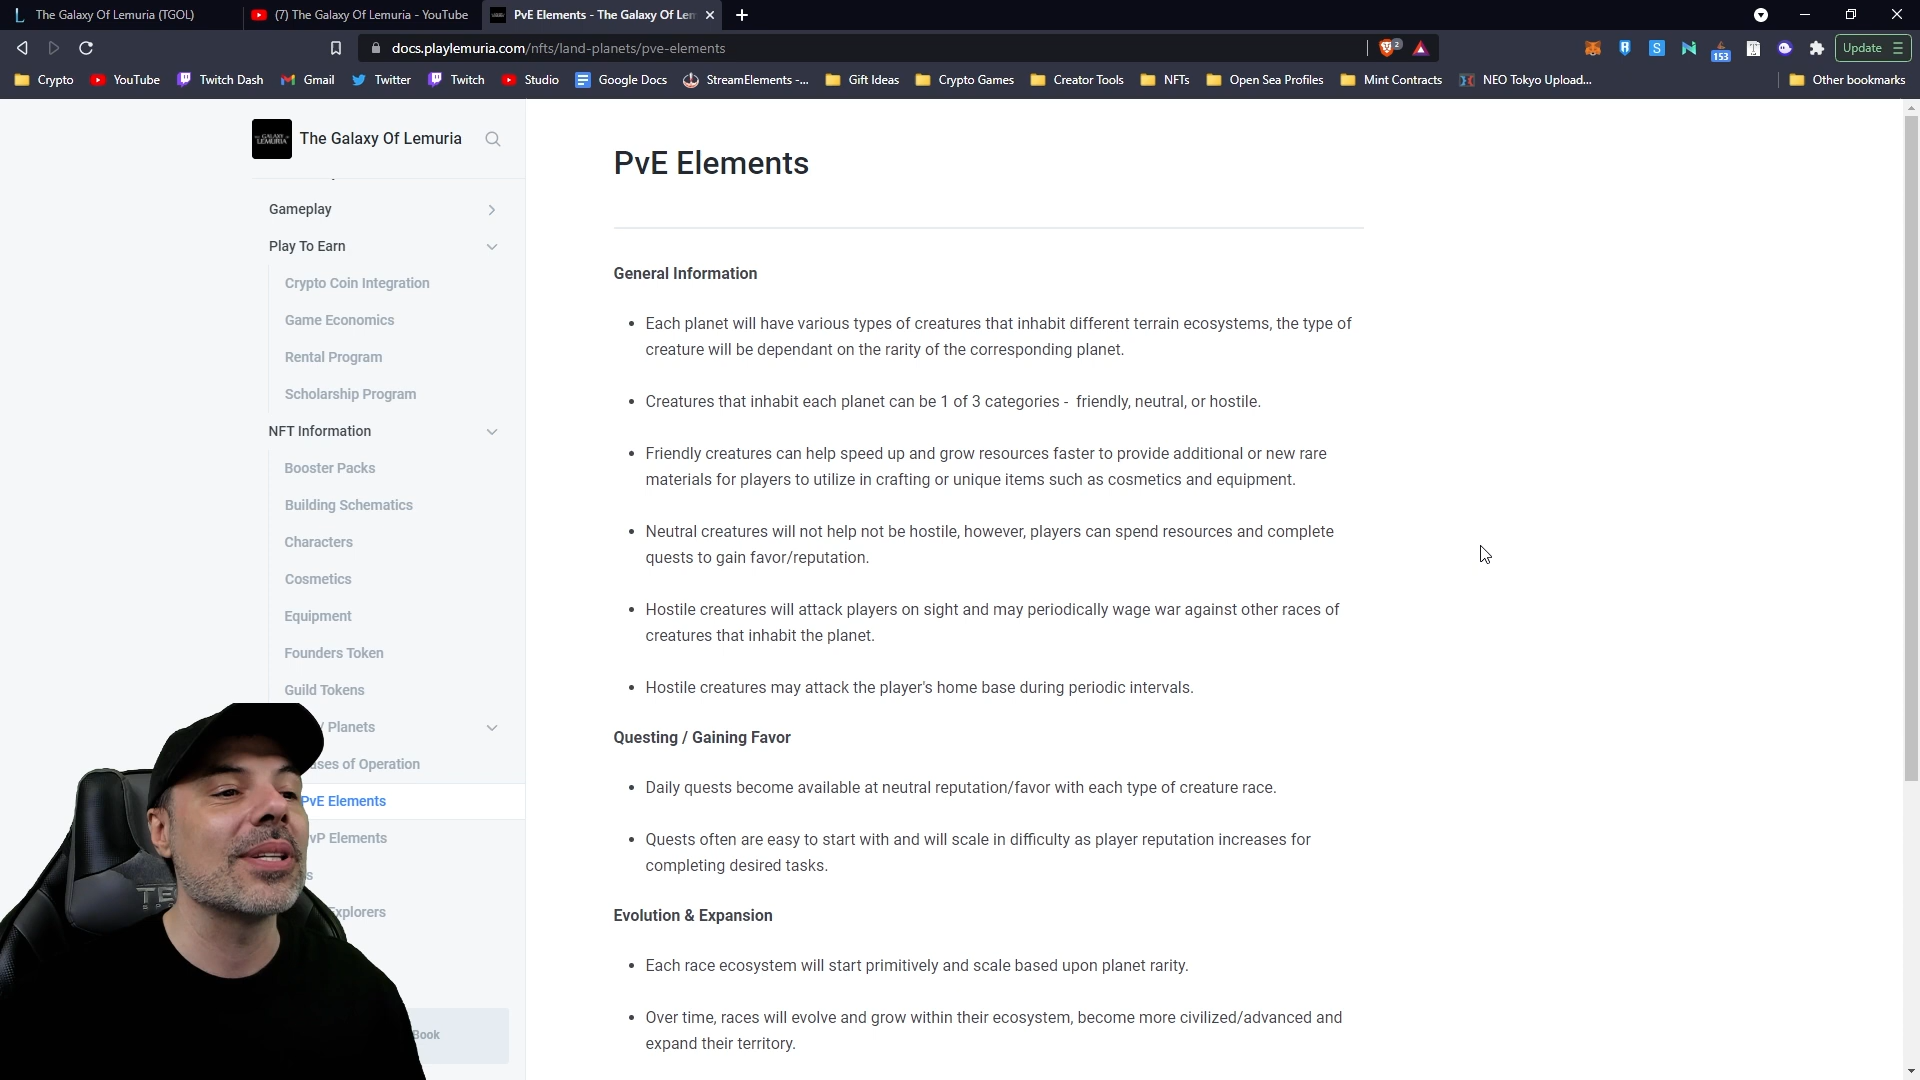 The Galaxy Of Lemuria (TGOL)
(7) The Galaxy Of Lemuria - YouTube
PvE Elements - The Galaxy Of Lem
docs.playlemuria.com/nfts/land-planets/pve-elements
2
153
Update
Crypto
YouTube
Twitch Dash
Gmail
Twitter
Twitch
Studio
Google Docs
StreamElements -...
Gift Ideas
Crypto Games
Creator Tools
NFTs
Open Sea Profiles
Mint Contracts
NEO Tokyo Upload...
Other bookmarks
The Galaxy Of Lemuria
Gameplay
Play To Earn
Crypto Coin Integration
Game Economics
Rental Program
Scholarship Program
NFT Information
Booster Packs
Building Schematics
Characters
Cosmetics
Equipment
Founders Token
Guild Tokens
/ Planets
ses of Operation
PvE Elements
vP Elements
s
xplorers
Book
PvE Elements
General Information
• Each planet will have various types of creatures that inhabit different terrain ecosystems, the type of
creature will be dependant on the rarity of the corresponding planet.
• Creatures that inhabit each planet can be 1 of 3 categories - friendly, neutral, or hostile.
• Friendly creatures can help speed up and grow resources faster to provide additional or new rare
materials for players to utilize in crafting or unique items such as cosmetics and equipment.
• Neutral creatures will not help not be hostile, however, players can spend resources and complete
quests to gain favor/reputation.
• Hostile creatures will attack players on sight and may periodically wage war against other races of
creatures that inhabit the planet.
• Hostile creatures may attack the player's home base during periodic intervals.
Questing / Gaining Favor
• Daily quests become available at neutral reputation/favor with each type of creature race.
• Quests often are easy to start with and will scale in difficulty as player reputation increases for
completing desired tasks.
Evolution & Expansion
• Each race ecosystem will start primitively and scale based upon planet rarity.
• Over time, races will evolve and grow within their ecosystem, become more civilized/advanced and
expand their territory.